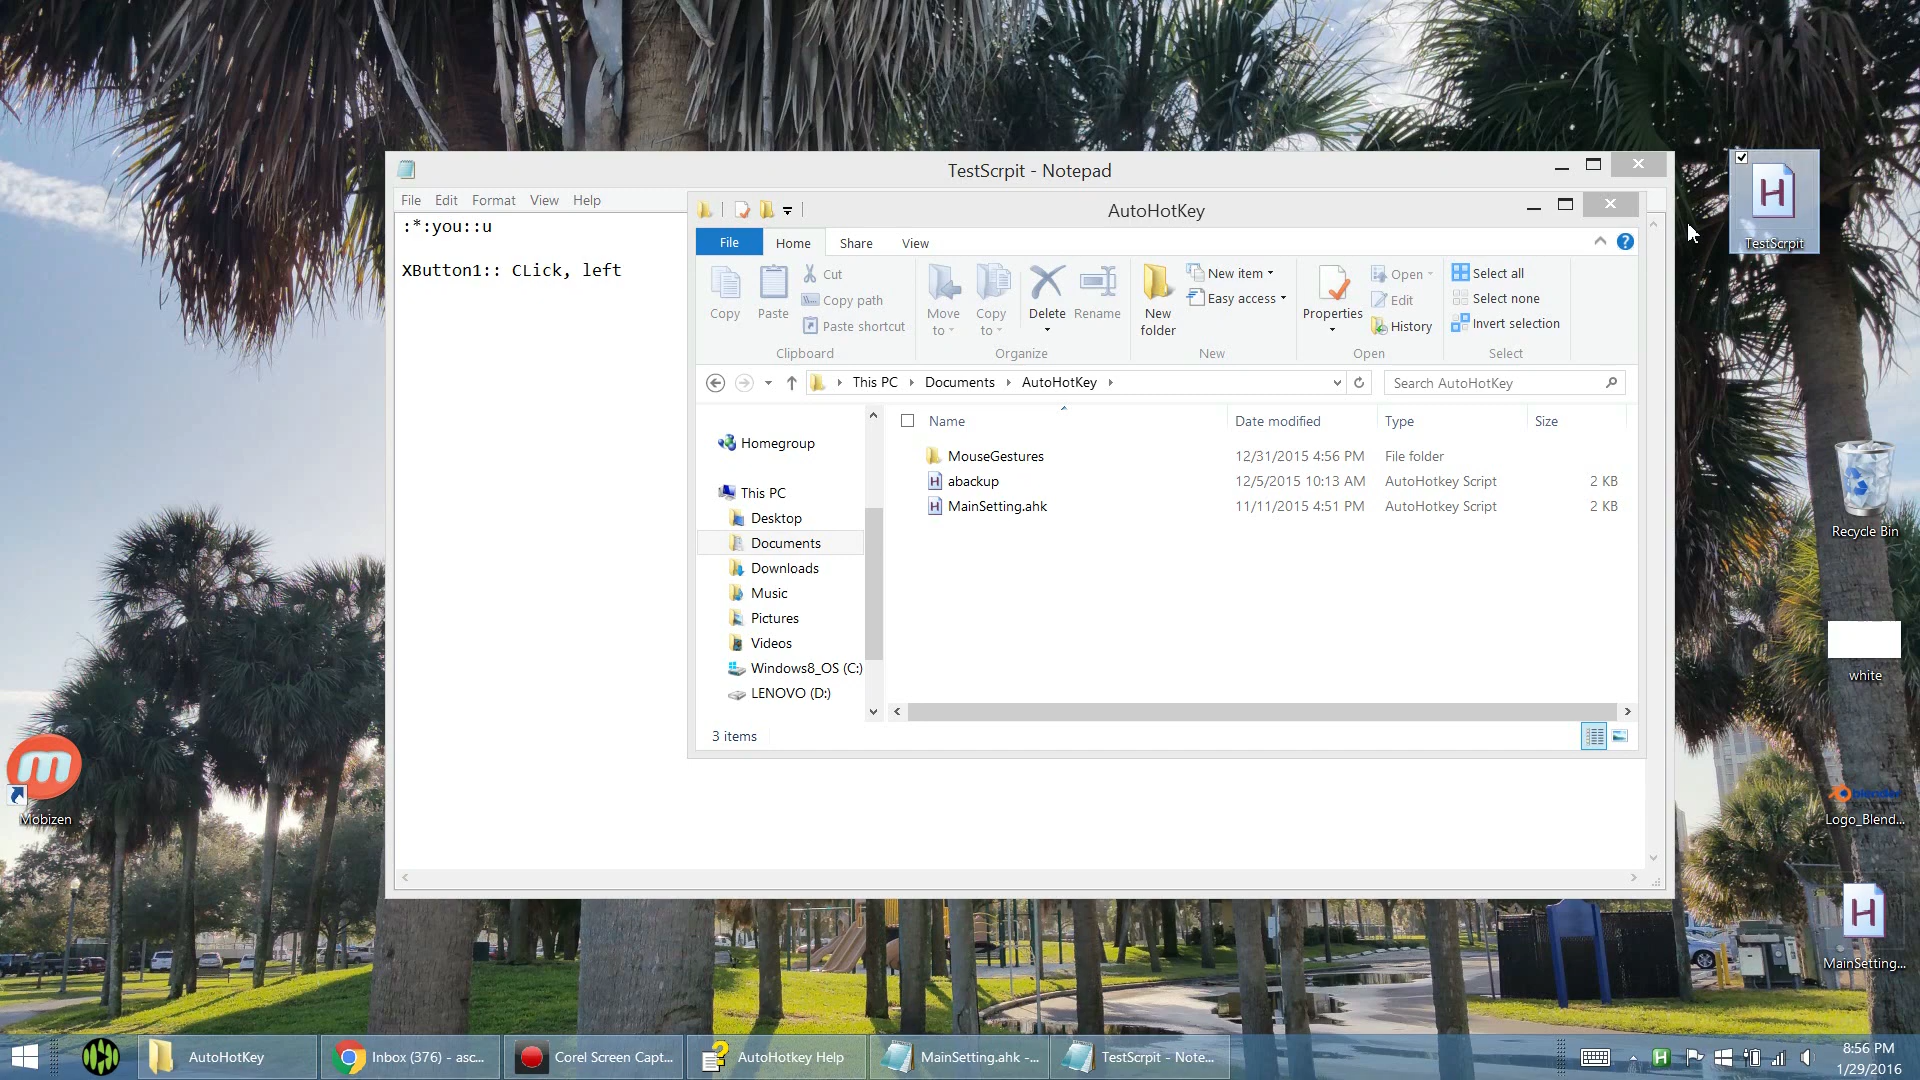 TestScrpit - Notepad
File Edit Format View Help
:*:you::u
XButton1:: CLick, left
AutoHotKey
File Home Share View
Copy
Paste
Cut
Copy path
Paste shortcut
Clipboard
Move to
Copy to
Delete
Rename
Organize
New folder
New item
Easy access
New
Properties
Open
Edit
History
Open
Select all
Select none
Invert selection
Select
This PC Documents AutoHotKey
Search AutoHotKey
Homegroup
This PC
Desktop
Documents
Downloads
Music
Pictures
Videos
Windows8_OS (C:)
LENOVO (D:)
Name Date modified Type Size
MouseGestures 12/31/2015 4:56 PM File folder
abackup 12/5/2015 10:13 AM AutoHotkey Script 2 KB
MainSetting.ahk 11/11/2015 4:51 PM AutoHotkey Script 2 KB
3 items
TestScrpit
Recycle Bin
white
blender
Logo_Blend...
MainSetting...
Mobizen
AutoHotKey
Inbox (376) - asc...
Corel Screen Capt...
AutoHotkey Help
MainSetting.ahk -...
TestScrpit - Note...
8:56 PM
1/29/2016